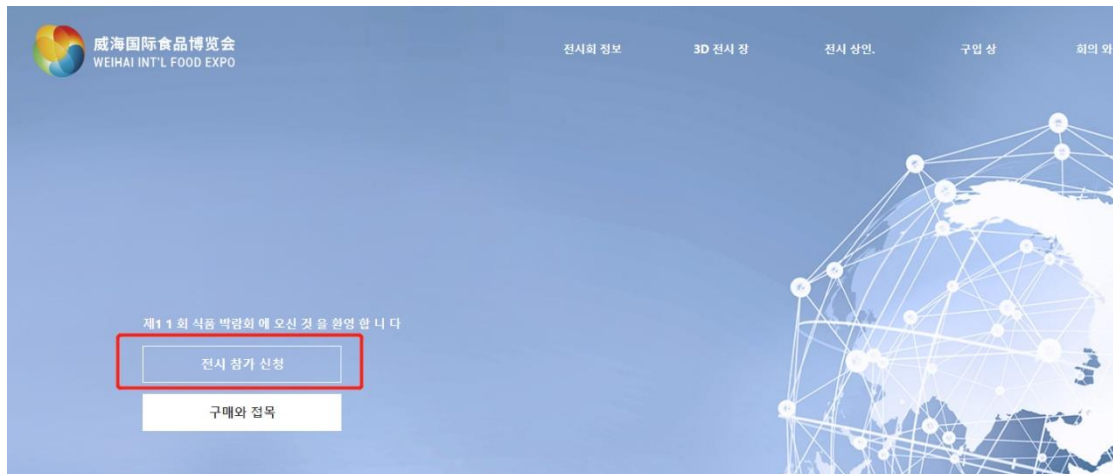 威海国际食品博览会
WEIHAI INT'L FOOD EXPO
전시회 정보
3D 전시 장
전시 상인.
구입 상
회의 와
제1 1 회 식품 박람회 에 오신 것 을 환영 합 니 다
전시 참가 신청
구매와 접목